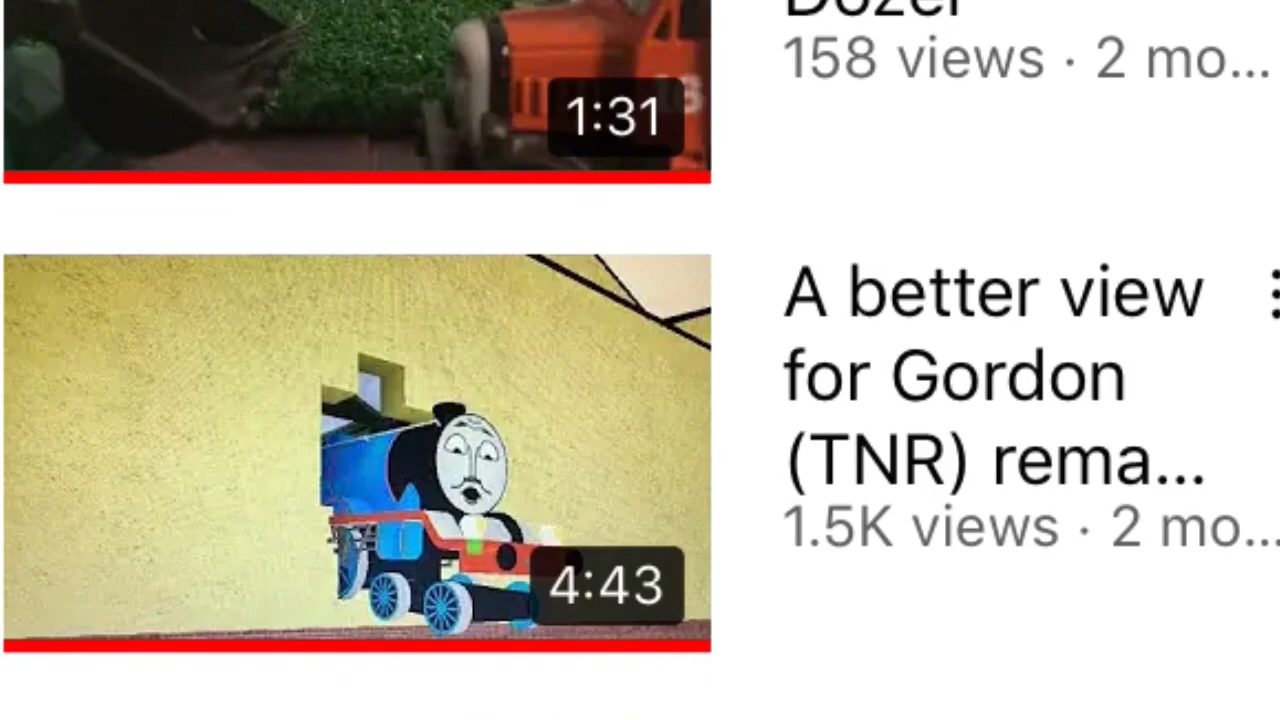 Dozer
158 views · 2 mo...
1:31
A better view
for Gordon
(TNR) rema...
1.5K views · 2 mo...
4:43